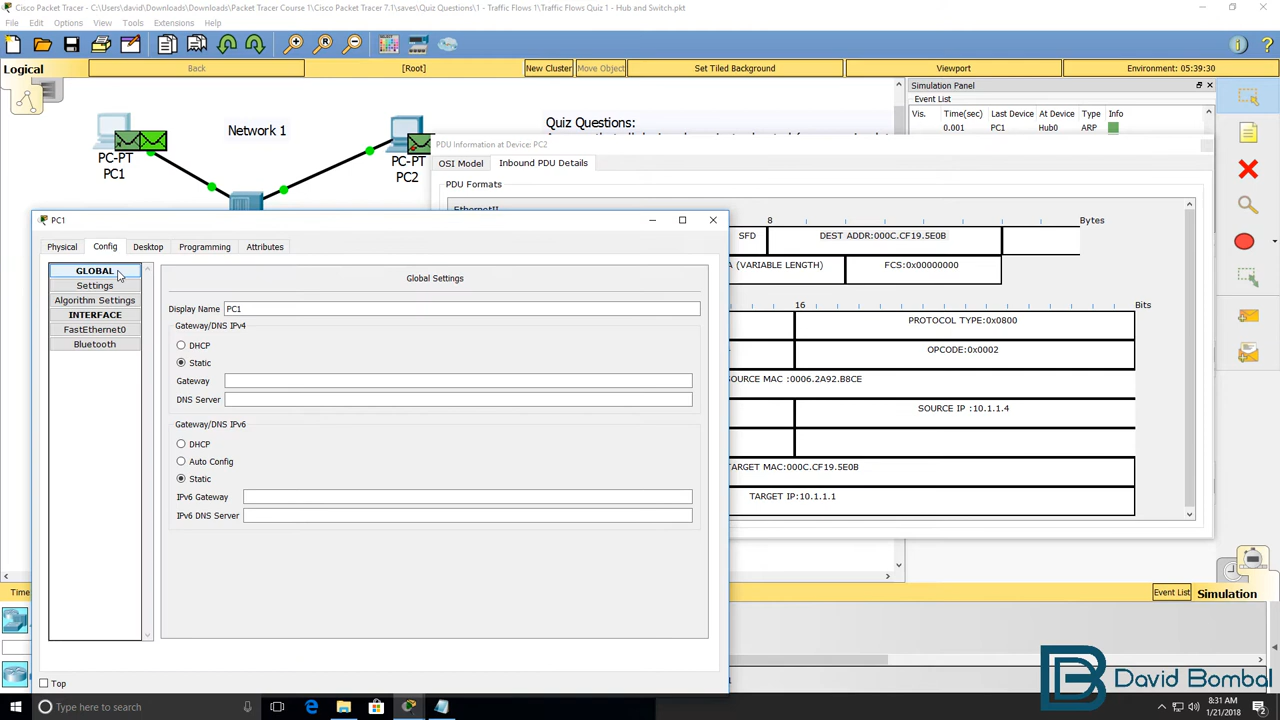 Cisco Packet Tracer - C:\Users\david\Downloads\Downloads\Packet Tracer Course 1\Cisco Packet Tracer 7.1\saves\Quiz Questions\1 - Traffic Flows 1\Traffic Flows Quiz 1 - Hub and Switch.pkt
File Edit Options View Tools Extensions Help
Logical Back [Root] New Cluster Move Object Set Tiled Background Viewport Environment: 05:39:30
Simulation Panel
Event List
Vis. Time(sec) Last Device At Device Type Info
0.001 PC1 Hub0 ARP
Network 1
Quiz Questions:
PC-PT
PC1
PC-PT
PC2
PDU Information at Device: PC2
OSI Model Inbound PDU Details
PDU Formats
EthernetII
8 Bytes
SFD DEST ADDR:000C.CF19.5E0B
A (VARIABLE LENGTH) FCS:0x00000000
16 Bits
PROTOCOL TYPE:0x0800
OPCODE:0x0002
SOURCE MAC :0006.2A92.B8CE
SOURCE IP :10.1.1.4
TARGET MAC:000C.CF19.5E0B
TARGET IP:10.1.1.1
PC1
Physical Config Desktop Programming Attributes
GLOBAL
Settings
Algorithm Settings
INTERFACE
FastEthernet0
Bluetooth
Global Settings
Display Name PC1
Gateway/DNS IPv4
DHCP
Static
Gateway
DNS Server
Gateway/DNS IPv6
DHCP
Auto Config
Static
IPv6 Gateway
IPv6 DNS Server
Top
Time
Event List Simulation
David Bombal
Type here to search
8:31 AM
1/21/2018